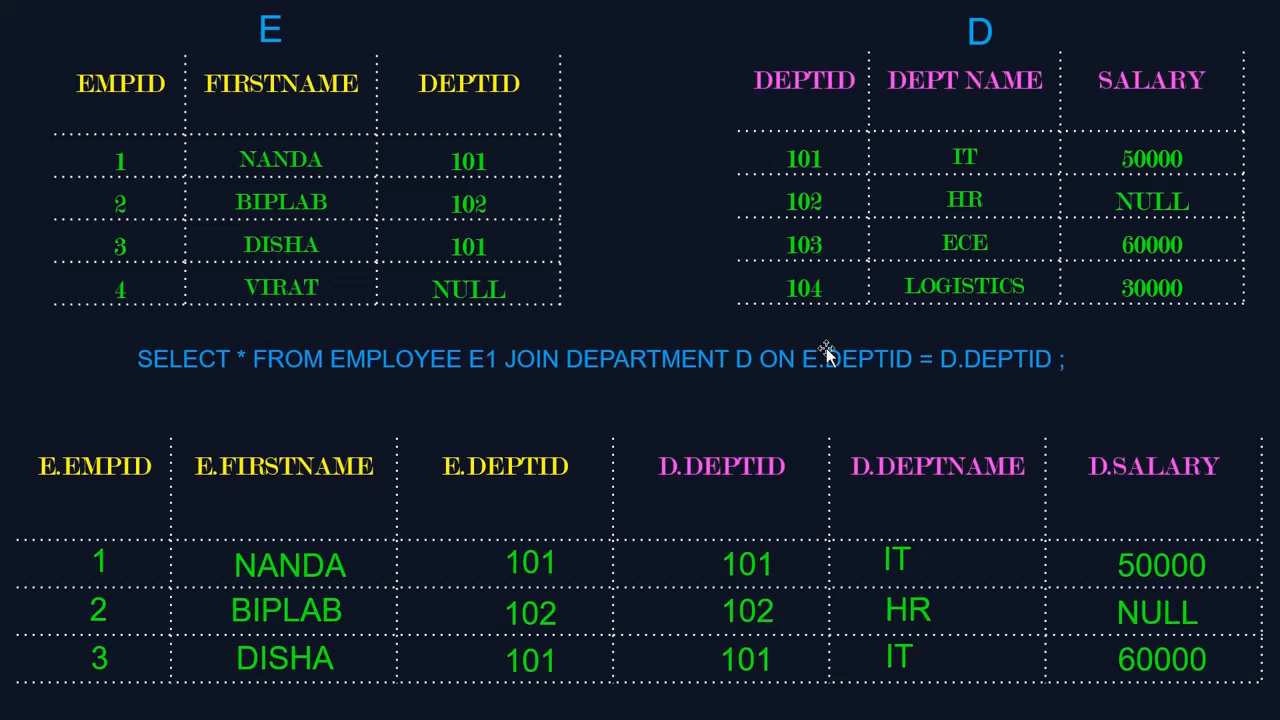 E D
EMPID FIRSTNAME DEPTID DEPTID DEPT NAME SALARY
1 NANDA 101 101 IT 50000
2 BIPLAB 102 102 HR NULL
3 DISHA 101 103 ECE 60000
4 VIRAT NULL 104 LOGISTICS 30000
SELECT * FROM EMPLOYEE E1 JOIN DEPARTMENT D ON E.DEPTID = D.DEPTID ;
E.EMPID E.FIRSTNAME E.DEPTID D.DEPTID D.DEPTNAME D.SALARY
1 NANDA 101 101 IT 50000
2 BIPLAB 102 102 HR NULL
3 DISHA 101 101 IT 60000